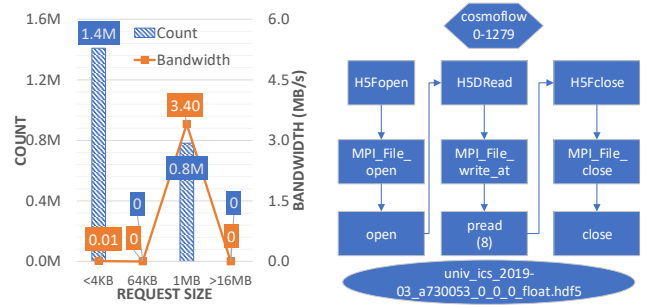 1.6M
1.2M
0.8M
0.4M
0.0M
COUNT
1.4M
Count
Bandwidth
3.40
0.8M
0
0
0.01
0
0
6.0
4.5
3.0
1.5
0.0
BANDWIDTH (MB/s)
<4KB
64KB
1MB
>16MB
REQUEST SIZE
cosmoflow
0-1279
H5Fopen
H5DRead
H5Fclose
MPI_File_
open
MPI_File_
write_at
MPI_File_
close
open
pread
(8)
close
univ_ics_2019-
03_a730053_0_0_0_float.hdf5